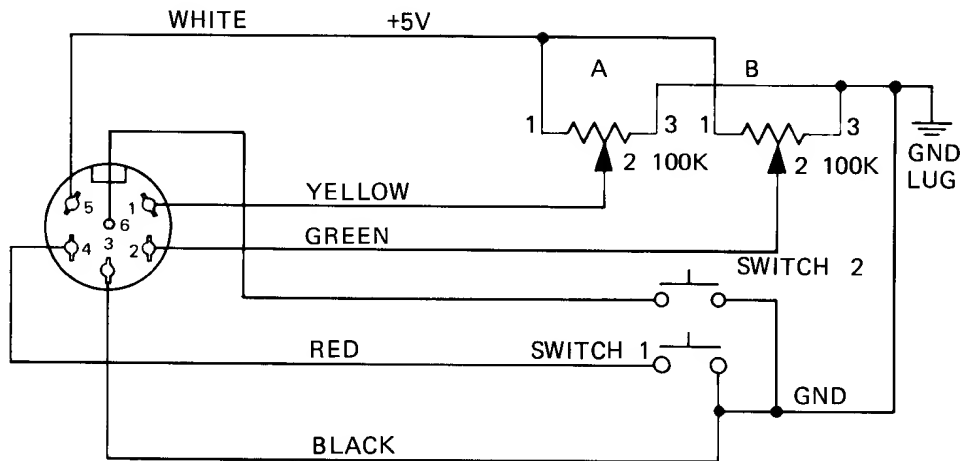 WHITE +5V
A B
1 3 1 3
2 100K 2 100K
GND
LUG
5 1
YELLOW
6
4 3 2
GREEN
SWITCH 2
RED SWITCH 1
GND
BLACK